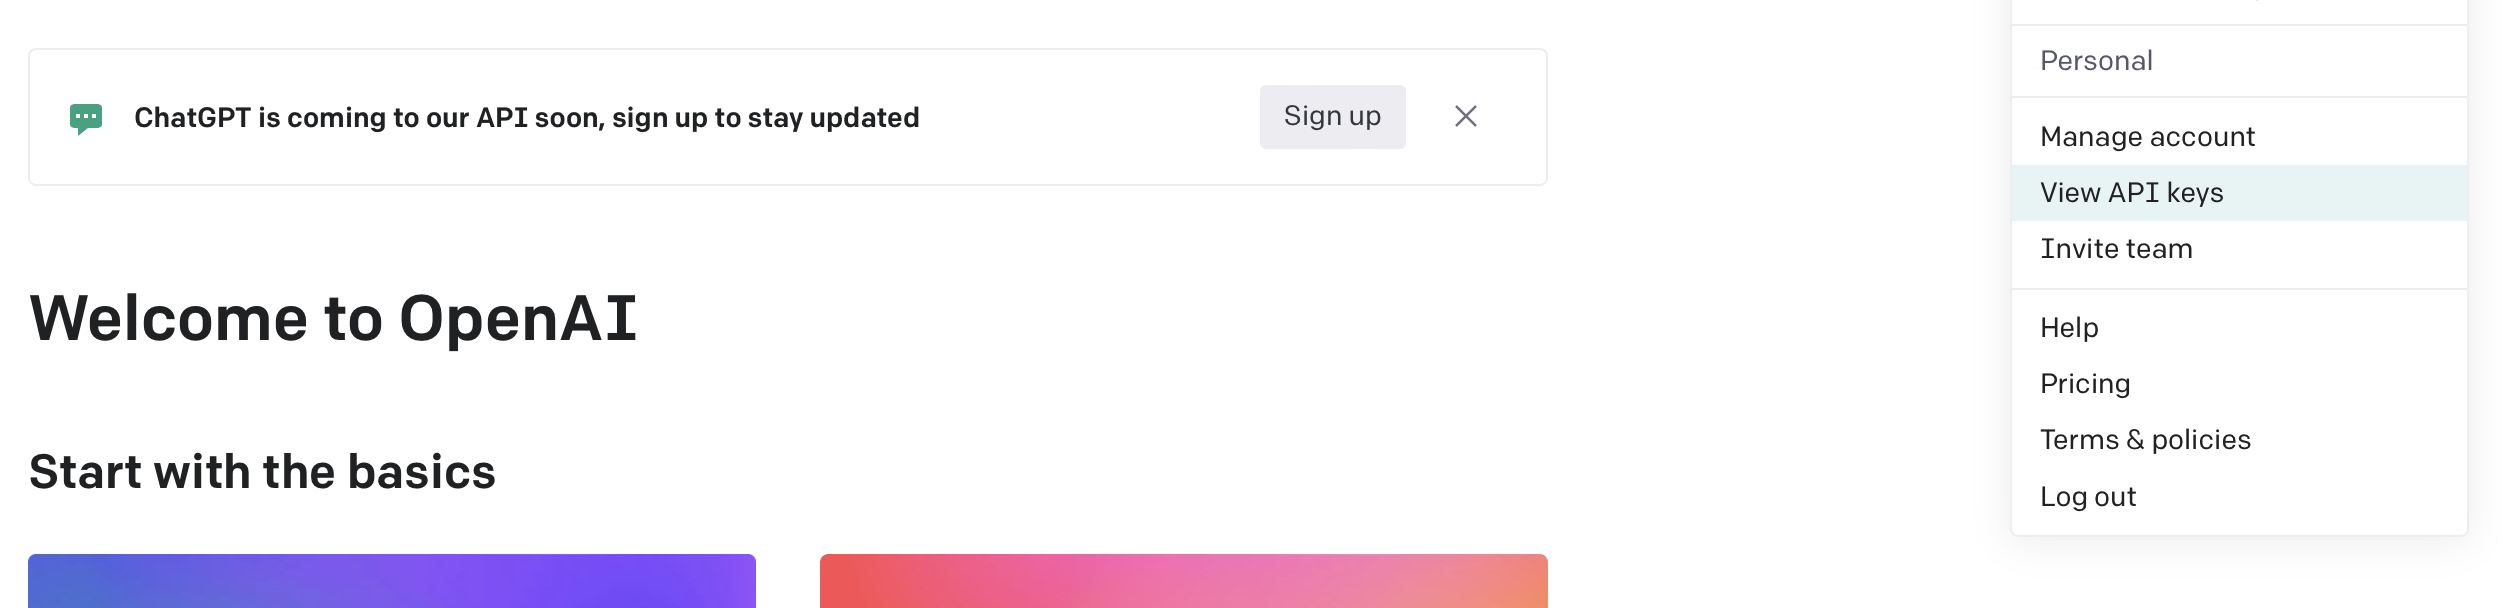 ChatGPT is coming to our API soon, sign up to stay updated
Sign up
Welcome to OpenAI
Start with the basics
Personal
Manage account
View API keys
Invite team
Help
Pricing
Terms & policies
Log out